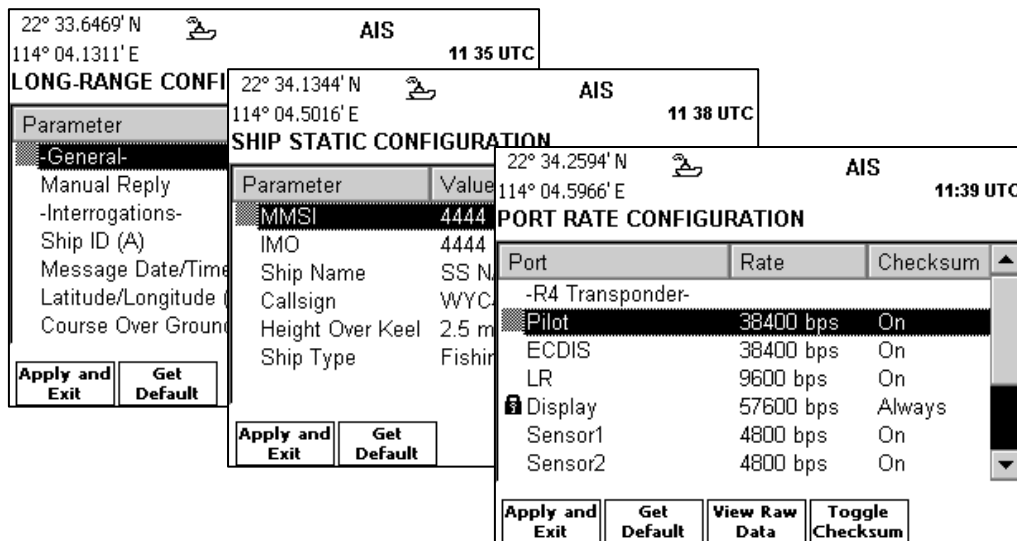 22° 33.6469' N
AIS
114° 04.1311' E
11 35 UTC
LONG-RANGE
Parameter
-General-
Manual Reply
-Interrogations-
Ship ID (A)
Message Date/Time
Latitude/Longitude
Course Over
Apply and Exit
Get Default
22° 34.1344' N
AIS
114° 04.5016' E
11 38 UTC
SHIP STATIC CONFIGURATION
Parameter Value
MMSI 4444
IMO 4444
Ship Name SS
Callsign
Height Over Keel 2.5 m
Ship Type
Apply and Exit
Get Default
22° 34.2594' N
AIS
114° 04.5966' E
11:39 UTC
PORT RATE CONFIGURATION
Port Rate Checksum
-R4 Transponder-
Pilot 38400 bps On
ECDIS 38400 bps On
LR 9600 bps On
Display 57600 bps Always
Sensor1 4800 bps On
Sensor2 4800 bps On
Apply and Exit
Get Default
View Raw Data
Toggle Checksum